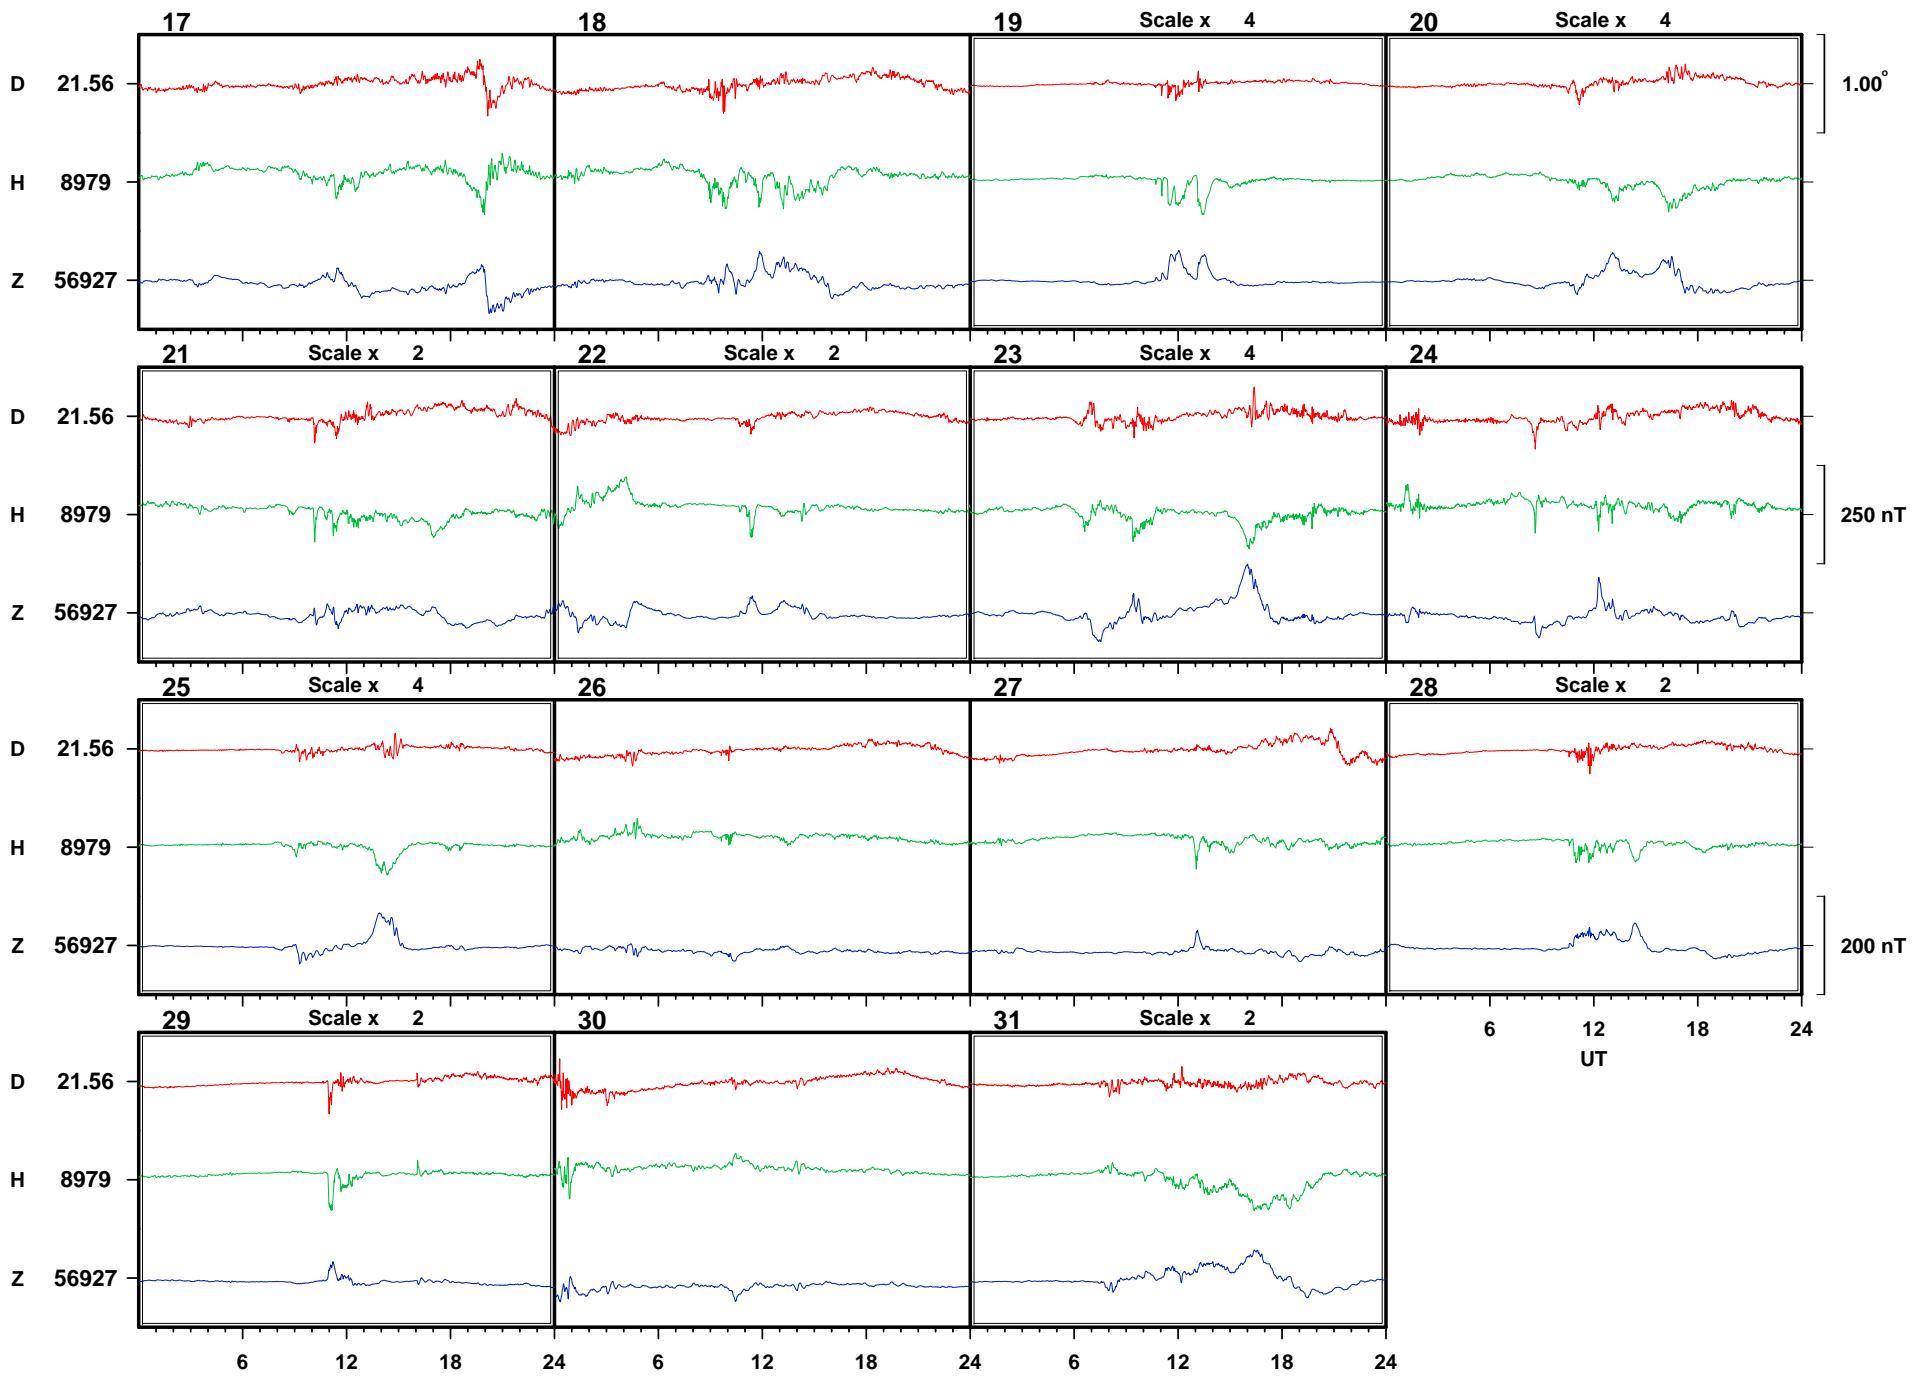 17 18 19 Scale x 4 20 Scale x 4
D 21.56 1.00°
H 8979
Z 56927
21 Scale x 2 22 Scale x 2 23 Scale x 4 24
D 21.56
H 8979 250 nT
Z 56927
25 Scale x 4 26 27 28 Scale x 2
D 21.56
H 8979
Z 56927 200 nT
29 Scale x 2 30 31 Scale x 2 6 12 18 24
UT
D 21.56
H 8979
Z 56927
6 12 18 24 6 12 18 24 6 12 18 24